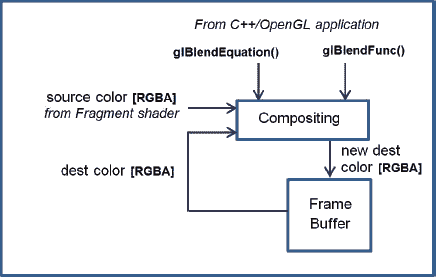 From C++/OpenGL application
glBlendEquation()
glBlendFunc()
source color [RGBA]
from Fragment shader
Compositing
dest color [RGBA]
new dest
color [RGBA]
Frame
Buffer